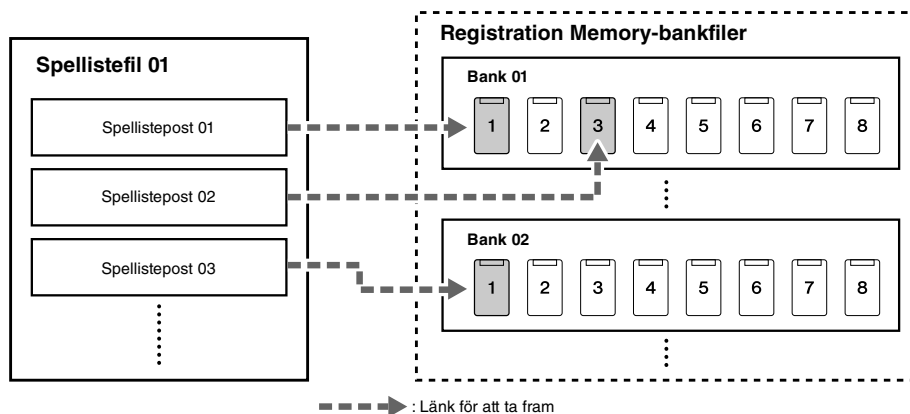 Spellistefil 01
Spellistepost 01
Spellistepost 02
Spellistepost 03
Registration Memory-bankfiler
Bank 01
1 2 3 4 5 6 7 8
Bank 02
1 2 3 4 5 6 7 8
: Länk för att ta fram